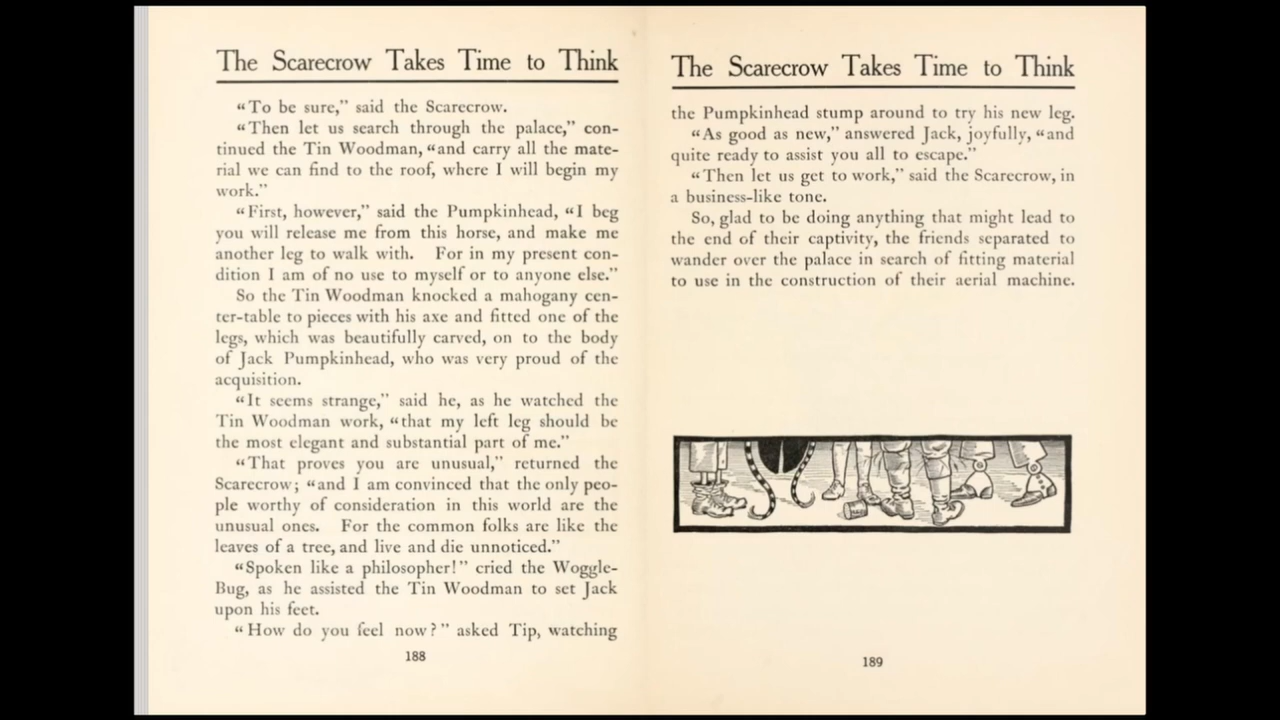 The Scarecrow Takes Time to Think
“To be sure,” said the Scarecrow.
“Then let us search through the palace,” con-
tinued the Tin Woodman, “and carry all the mate-
rial we can find to the roof, where I will begin my
work.”
“First, however,” said the Pumpkinhead, “I beg
you will release me from this horse, and make me
another leg to walk with. For in my present con-
dition I am of no use to myself or to anyone else.”
So the Tin Woodman knocked a mahogany cen-
ter-table to pieces with his axe and fitted one of the
legs, which was beautifully carved, on to the body
of Jack Pumpkinhead, who was very proud of the
acquisition.
“It seems strange,” said he, as he watched the
Tin Woodman work, “that my left leg should be
the most elegant and substantial part of me.”
“That proves you are unusual,” returned the
Scarecrow; “and I am convinced that the only peo-
ple worthy of consideration in this world are the
unusual ones. For the common folks are like the
leaves of a tree, and live and die unnoticed.”
“Spoken like a philosopher!” cried the Woggle-
Bug, as he assisted the Tin Woodman to set Jack
upon his feet.
“How do you feel now?” asked Tip, watching
188
The Scarecrow Takes Time to Think
the Pumpkinhead stump around to try his new leg.
“As good as new,” answered Jack, joyfully, “and
quite ready to assist you all to escape.”
“Then let us get to work,” said the Scarecrow, in
a business-like tone.
So, glad to be doing anything that might lead to
the end of their captivity, the friends separated to
wander over the palace in search of fitting material
to use in the construction of their aerial machine.
189